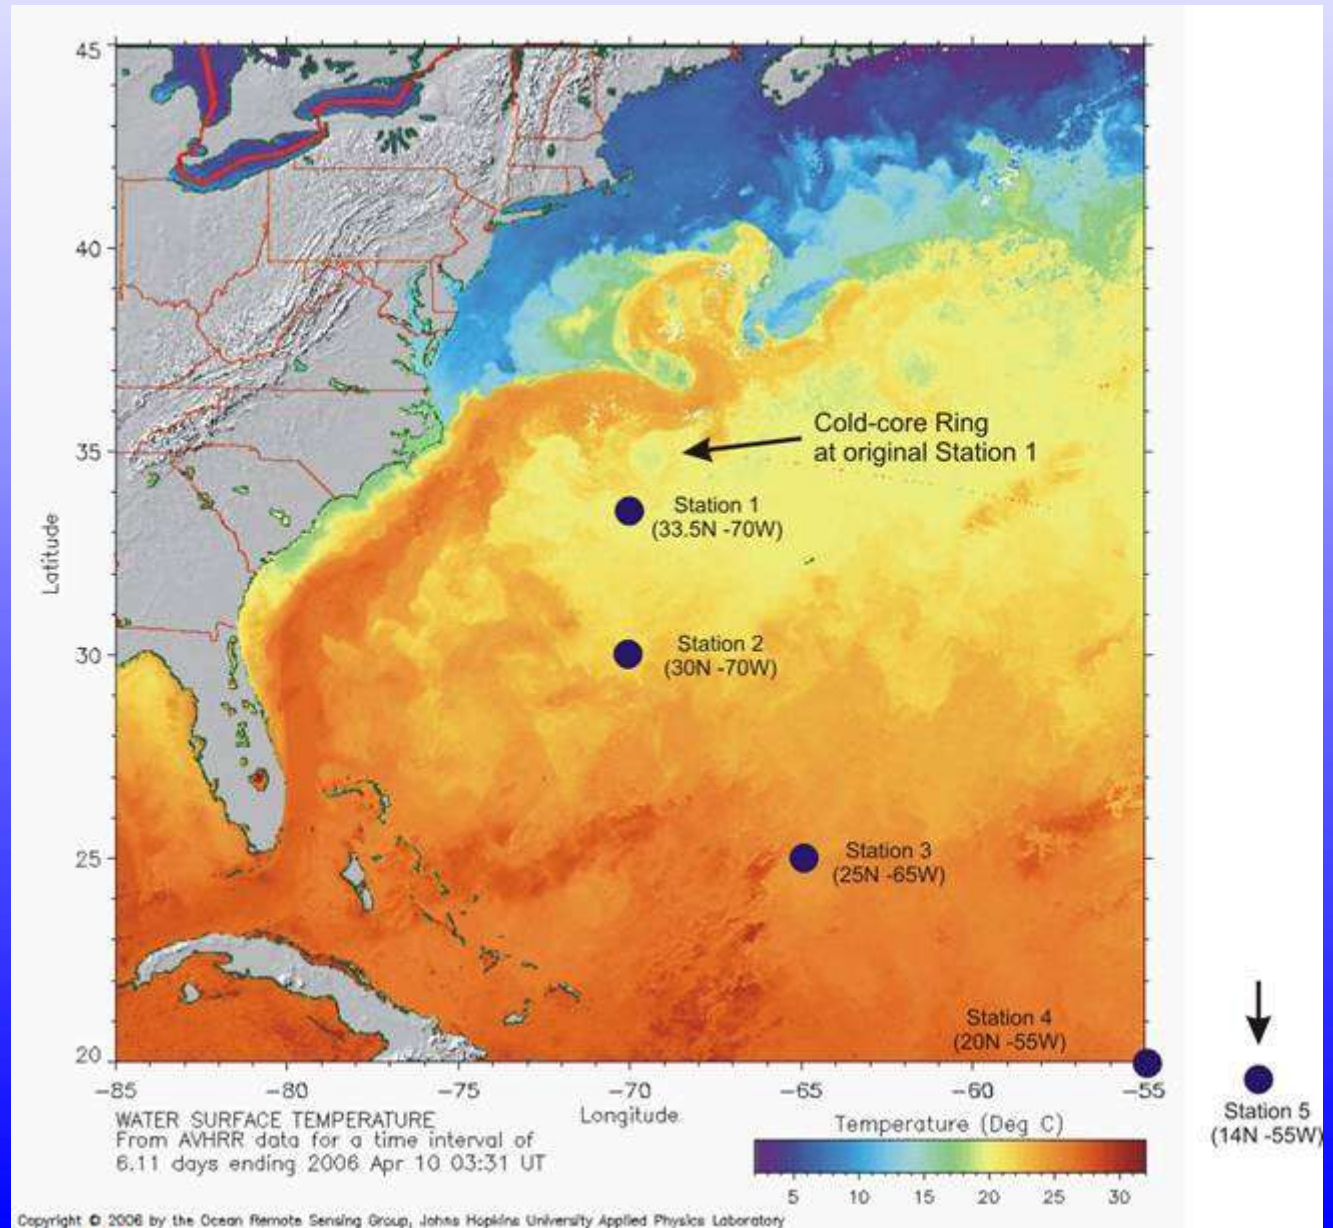 45
40
35
30
25
20
Latitude
Cold-core Ring
at original Station 1
Station 1
(33.5N -70W)
Station 2
(30N -70W)
Station 3
(25N -65W)
Station 4
(20N -55W)
Station 5
(14N -55W)
-85 -80 -75 -70 -65 -60 -55
Longitude
WATER SURFACE TEMPERATURE
From AVHRR data for a time interval of
6.11 days ending 2006 Apr 10 03:31 UT
Temperature (Deg C)
5 10 15 20 25 30
Copyright © 2006 by the Ocean Remote Sensing Group, Johns Hopkins University Applied Physics Laboratory